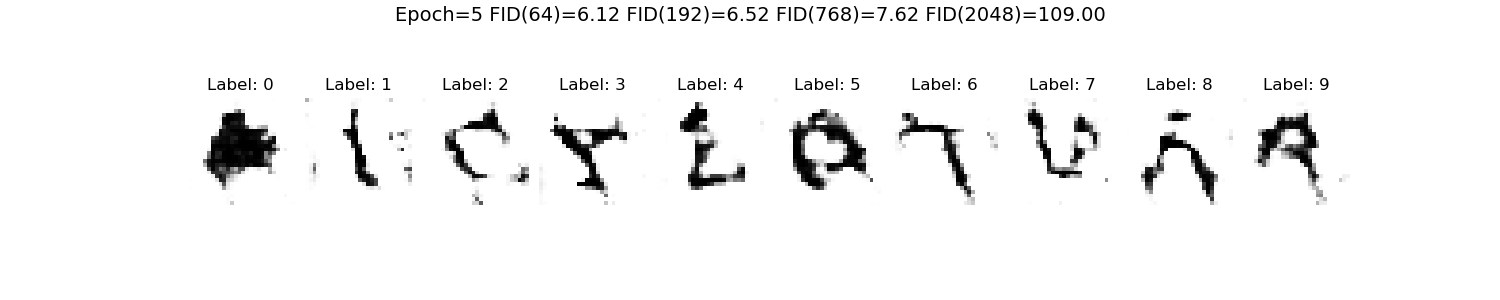 Epoch=5 FID(64)=6.12 FID(192)=6.52 FID(768)=7.62 FID(2048)=109.00
Label: 0 Label: 1 Label: 2 Label: 3 Label: 4 Label: 5 Label: 6 Label: 7 Label: 8 Label: 9